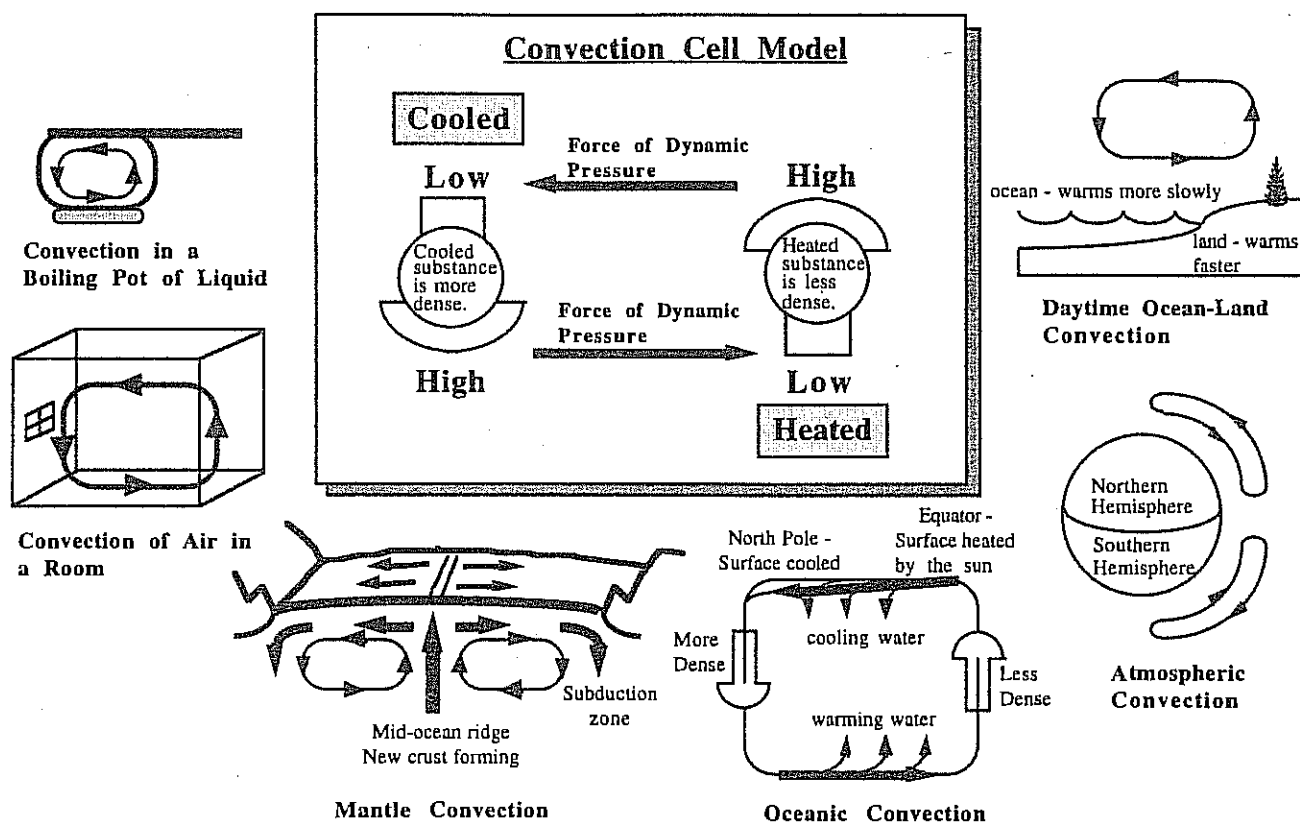 Convection Cell Model
Cooled
Low
Force of Dynamic
Pressure
High
Cooled
substance
is more
dense.
Heated
substance
is less
dense.
Force of Dynamic
Pressure
High
Low
Heated
Convection in a
Boiling Pot of Liquid
Convection of Air in
a Room
ocean - warms more slowly
land - warms
faster
Daytime Ocean-Land
Convection
Northern
Hemisphere
Southern
Hemisphere
Atmospheric
Convection
Subduction
zone
Mid-ocean ridge
New crust forming
Mantle Convection
North Pole -
Surface cooled
Equator -
Surface heated
by the sun
cooling water
More
Dense
Less
Dense
warming water
Oceanic Convection